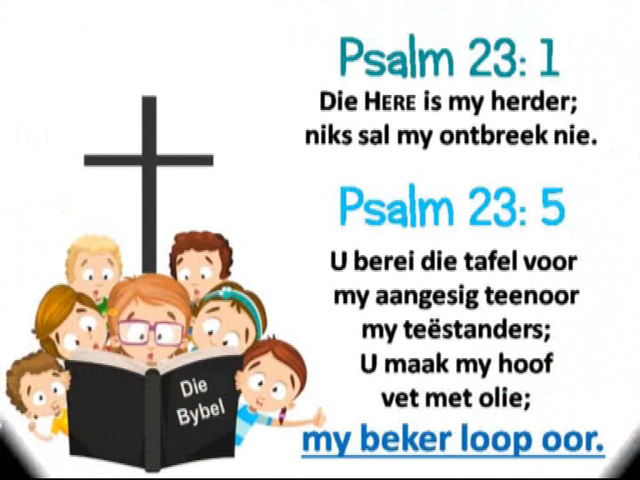 Psalm 23: 1
Die HERE is my herder;
niks sal my ontbreek nie.
Psalm 23: 5
U berei die tafel voor
my aangesig teenoor
my teëstanders;
U maak my hoof
vet met olie;
my beker loop oor.
Die
Bybel